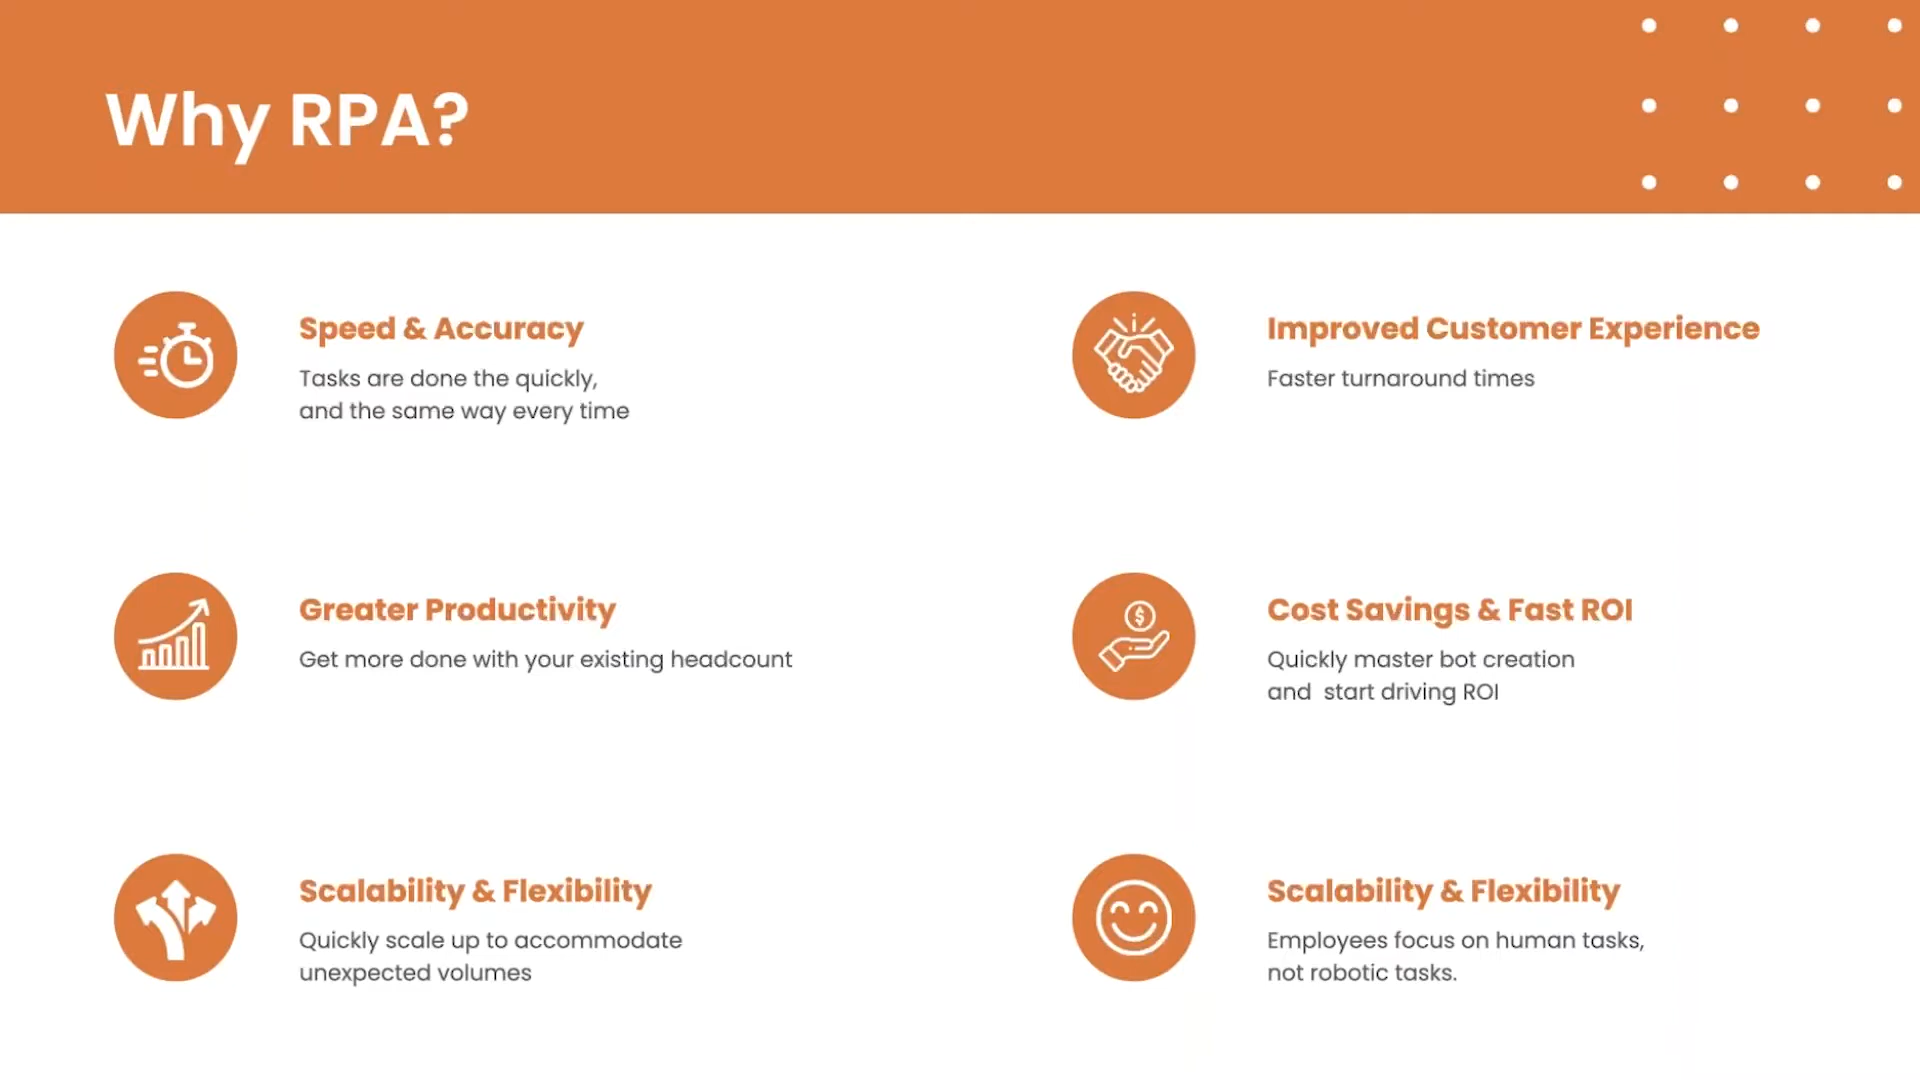 Why RPA?
Speed & Accuracy
Tasks are done the quickly,
and the same way every time
Improved Customer Experience
Faster turnaround times
Greater Productivity
Get more done with your existing headcount
Cost Savings & Fast ROI
Quickly master bot creation
and  start driving ROI
Scalability & Flexibility
Quickly scale up to accommodate
unexpected volumes
Scalability & Flexibility
Employees focus on human tasks,
not robotic tasks.